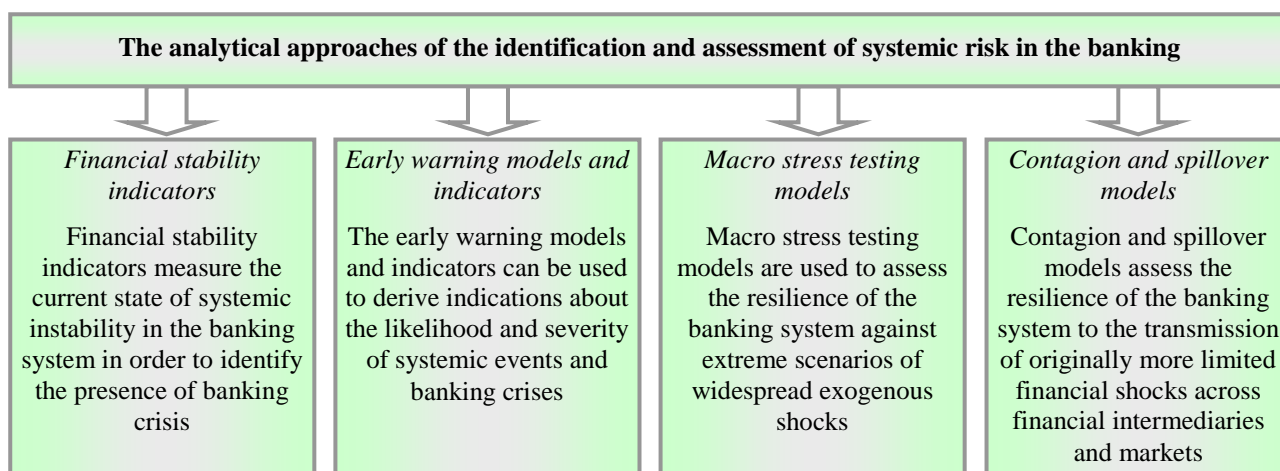 The analytical approaches of the identification and assessment of systemic risk in the banking
Financial stability
indicators
Financial stability
indicators measure the
current state of systemic
instability in the banking
system in order to identify
the presence of banking
crisis
Early warning models and
indicators
The early warning models
and indicators can be used
to derive indications about
the likelihood and severity
of systemic events and
banking crises
Macro stress testing
models
Macro stress testing
models are used to assess
the resilience of the
banking system against
extreme scenarios of
widespread exogenous
shocks
Contagion and spillover
models
Contagion and spillover
models assess the
resilience of the banking
system to the transmission
of originally more limited
financial shocks across
financial intermediaries
and markets